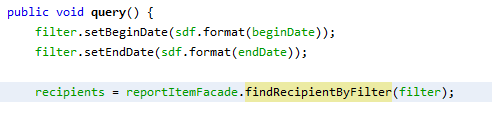 public void query() {
filter.setBeginDate(sdf.format(beginDate));
filter.setEndDate(sdf.format(endDate));
recipients = reportItemFacade.findRecipientByFilter(filter);